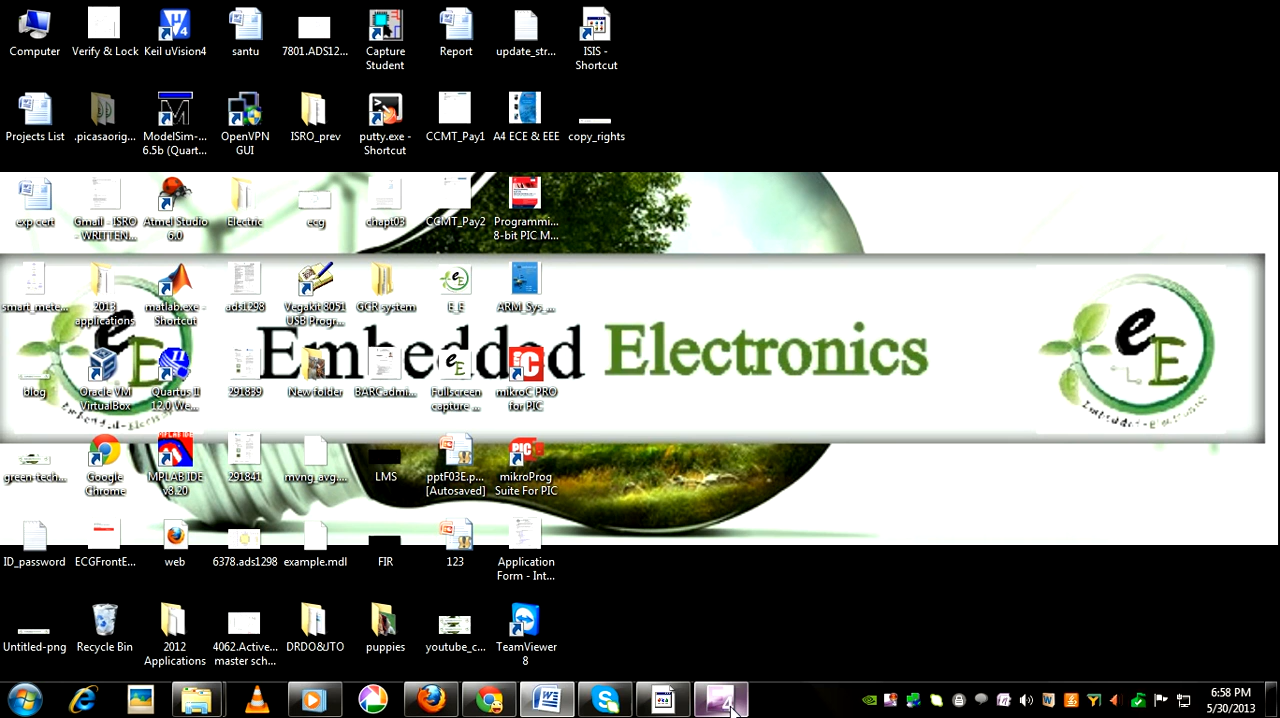 Computer
Verify & Lock
Keil uVision4
santu
7801.ADS12...
Capture
Student
Report
update_str...
ISIS -
Shortcut
Projects List
.picasaorig...
ModelSim-...
6.5b (Quart...
OpenVPN
GUI
ISRO_prev
putty.exe -
Shortcut
CCMT_Pay1
A4 ECE & EEE
copy_rights
exp cert
Gmail - ISRO
- WRITTEN...
Atmel Studio
6.0
Electric
ecg
chapt03
CCMT_Pay2
Programmi...
8-bit PIC M...
smart_mete...
2013
applications
matlab.exe -
Shortcut
ads1298
Vegakit 8051
USB Progr...
GCR system
E_E
ARM_Sys_...
Embedded Electronics
blog
Oracle VM
VirtualBox
Quartus II
12.0 We...
291839
New folder
BARCadmi...
Fullscreen
capture ...
mikroC PRO
for PIC
green-tech...
Google
Chrome
MPLAB IDE
v8.20
291841
mvng_avg....
LMS
pptF03E.p...
[Autosaved]
mikroProg
Suite For PIC
ID_password
ECGFrontE...
web
6378.ads1298
example.mdl
FIR
123
Application
Form - Int...
Untitled-png
Recycle Bin
2012
Applications
4062.Active...
master sch...
DRDO&JTO
puppies
youtube_c...
TeamViewer
8
6:58 PM
5/30/2013